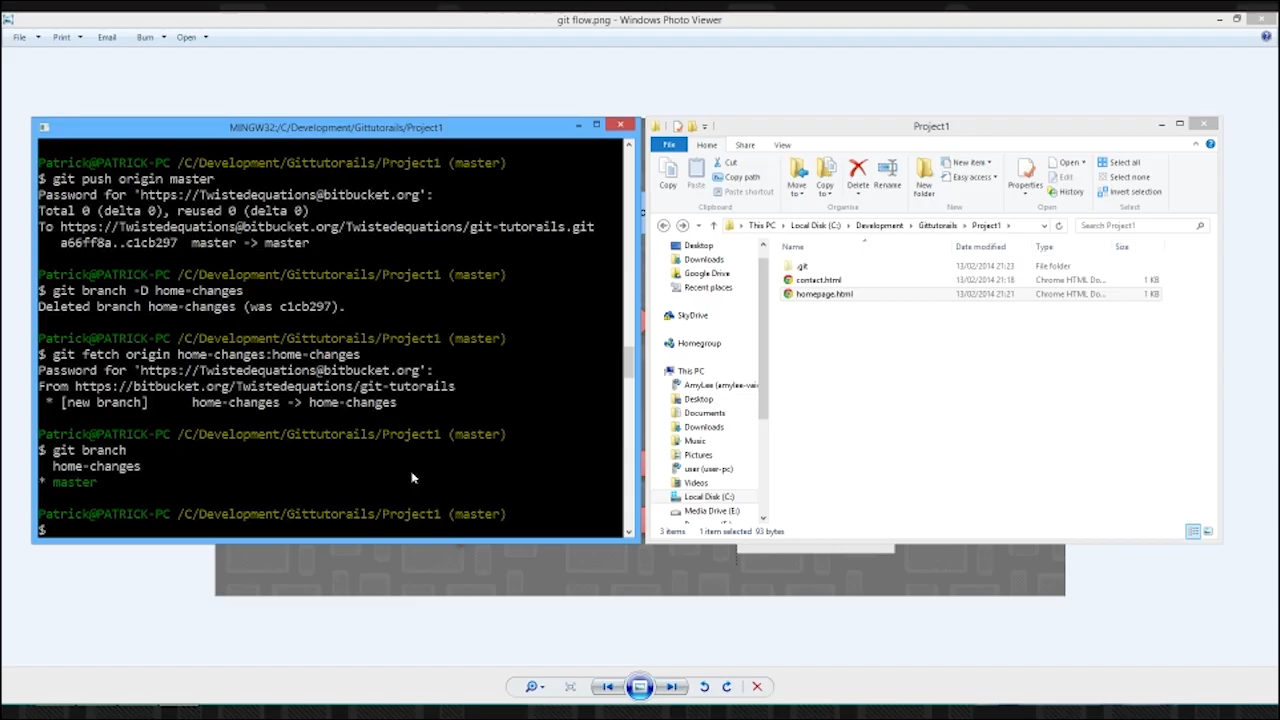 git flow.png - Windows Photo Viewer
File Print Email Burn Open
MINGW32:/C/Development/Gittutorails/Project1
Patrick@PATRICK-PC /C/Development/Gittutorails/Project1 (master)
$ git push origin master
Password for 'https://Twistedequations@bitbucket.org':
Total 0 (delta 0), reused 0 (delta 0)
To https://Twistedequations@bitbucket.org/Twistedequations/git-tutorails.git
a66ff8a..c1cb297 master -> master
Patrick@PATRICK-PC /C/Development/Gittutorails/Project1 (master)
$ git branch -D home-changes
Deleted branch home-changes (was c1cb297).
Patrick@PATRICK-PC /C/Development/Gittutorails/Project1 (master)
$ git fetch origin home-changes:home-changes
Password for 'https://Twistedequations@bitbucket.org':
From https://bitbucket.org/Twistedequations/git-tutorails
* [new branch] home-changes -> home-changes
Patrick@PATRICK-PC /C/Development/Gittutorails/Project1 (master)
$ git branch
home-changes
* master
Patrick@PATRICK-PC /C/Development/Gittutorails/Project1 (master)
$
Project1
File Home Share View
Copy
Paste
Cut
Copy path
Paste shortcut
Clipboard
Move to
Copy to
Delete
Rename
Organise
New folder
New item
Easy access
New
Properties
Open
Edit
History
Open
Select all
Select none
Invert selection
Select
This PC Local Disk (C:) Development Gittutorails Project1
Search Project1
Desktop
Downloads
Google Drive
Recent places
SkyDrive
Homegroup
This PC
AmyLee (amylee-vai
Desktop
Documents
Downloads
Music
Pictures
user (user-pc)
Videos
Local Disk (C:)
Media Drive (E:)
Name Date modified Type Size
.git 13/02/2014 21:23 File folder
contact.html 13/02/2014 21:18 Chrome HTML Do... 1 KB
homepage.html 13/02/2014 21:21 Chrome HTML Do... 1 KB
3 items 1 item selected 93 bytes